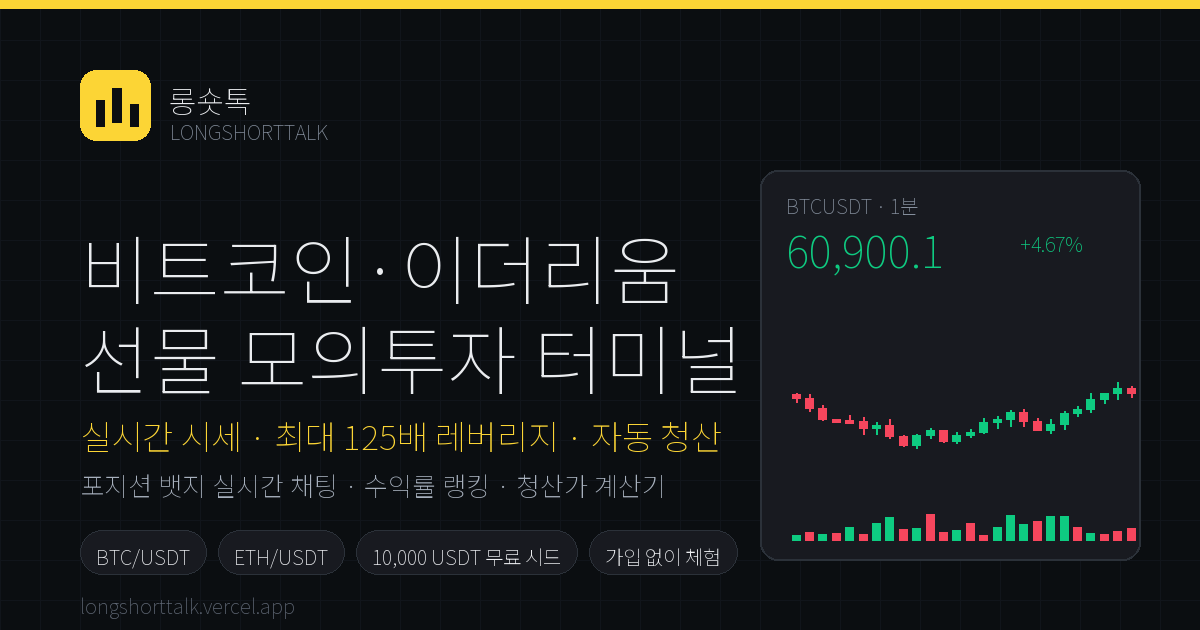 롱숏톡
LONGSHORTTALK
비트코인 · 이더리움
선물 모의투자 터미널
실시간 시세 · 최대 125배 레버리지 · 자동 청산
포지션 뱃지 실시간 채팅 · 수익률 랭킹 · 청산가 계산기
BTC/USDT
ETH/USDT
10,000 USDT 무료 시드
가입 없이 체험
longshorttalk.vercel.app
BTCUSDT · 1분
60,900.1
+4.67%